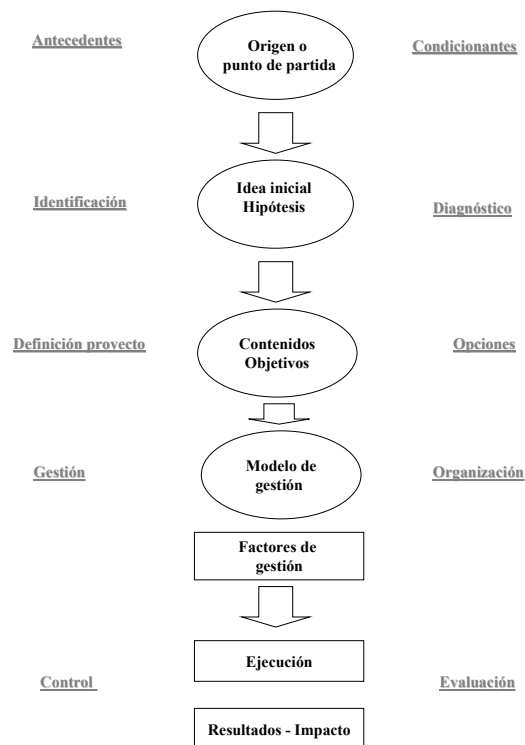 Antecedentes
Origen o
punto de partida
Condicionantes
Identificación
Idea inicial
Hipótesis
Diagnóstico
Definición proyecto
Contenidos
Objetivos
Opciones
Gestión
Modelo de
gestión
Organización
Factores de
gestión
Ejecución
Control
Evaluación
Resultados - Impacto